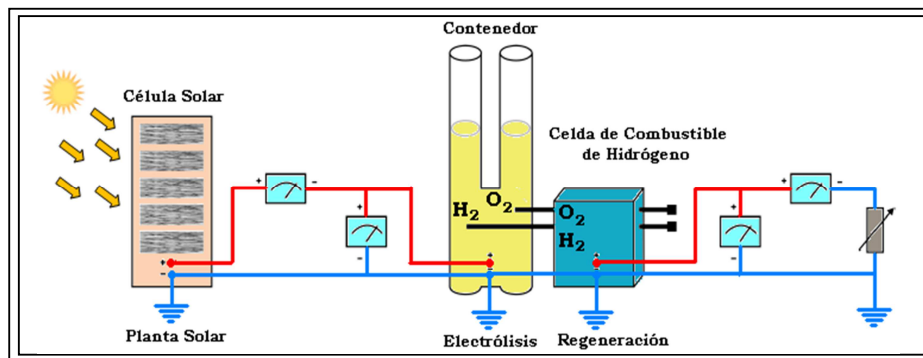 Contenedor
Célula Solar
Celda de Combustible
de Hidrógeno
H₂
O₂
O₂
H₂
+
-
+
-
+
-
+
-
+
-
+
-
+
-
Planta Solar
Electrólisis
Regeneración